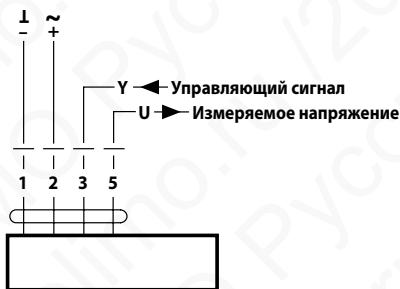 ⊥ ~
– +
Y Управляющий сигнал
U Измеряемое напряжение
1 2 3 5